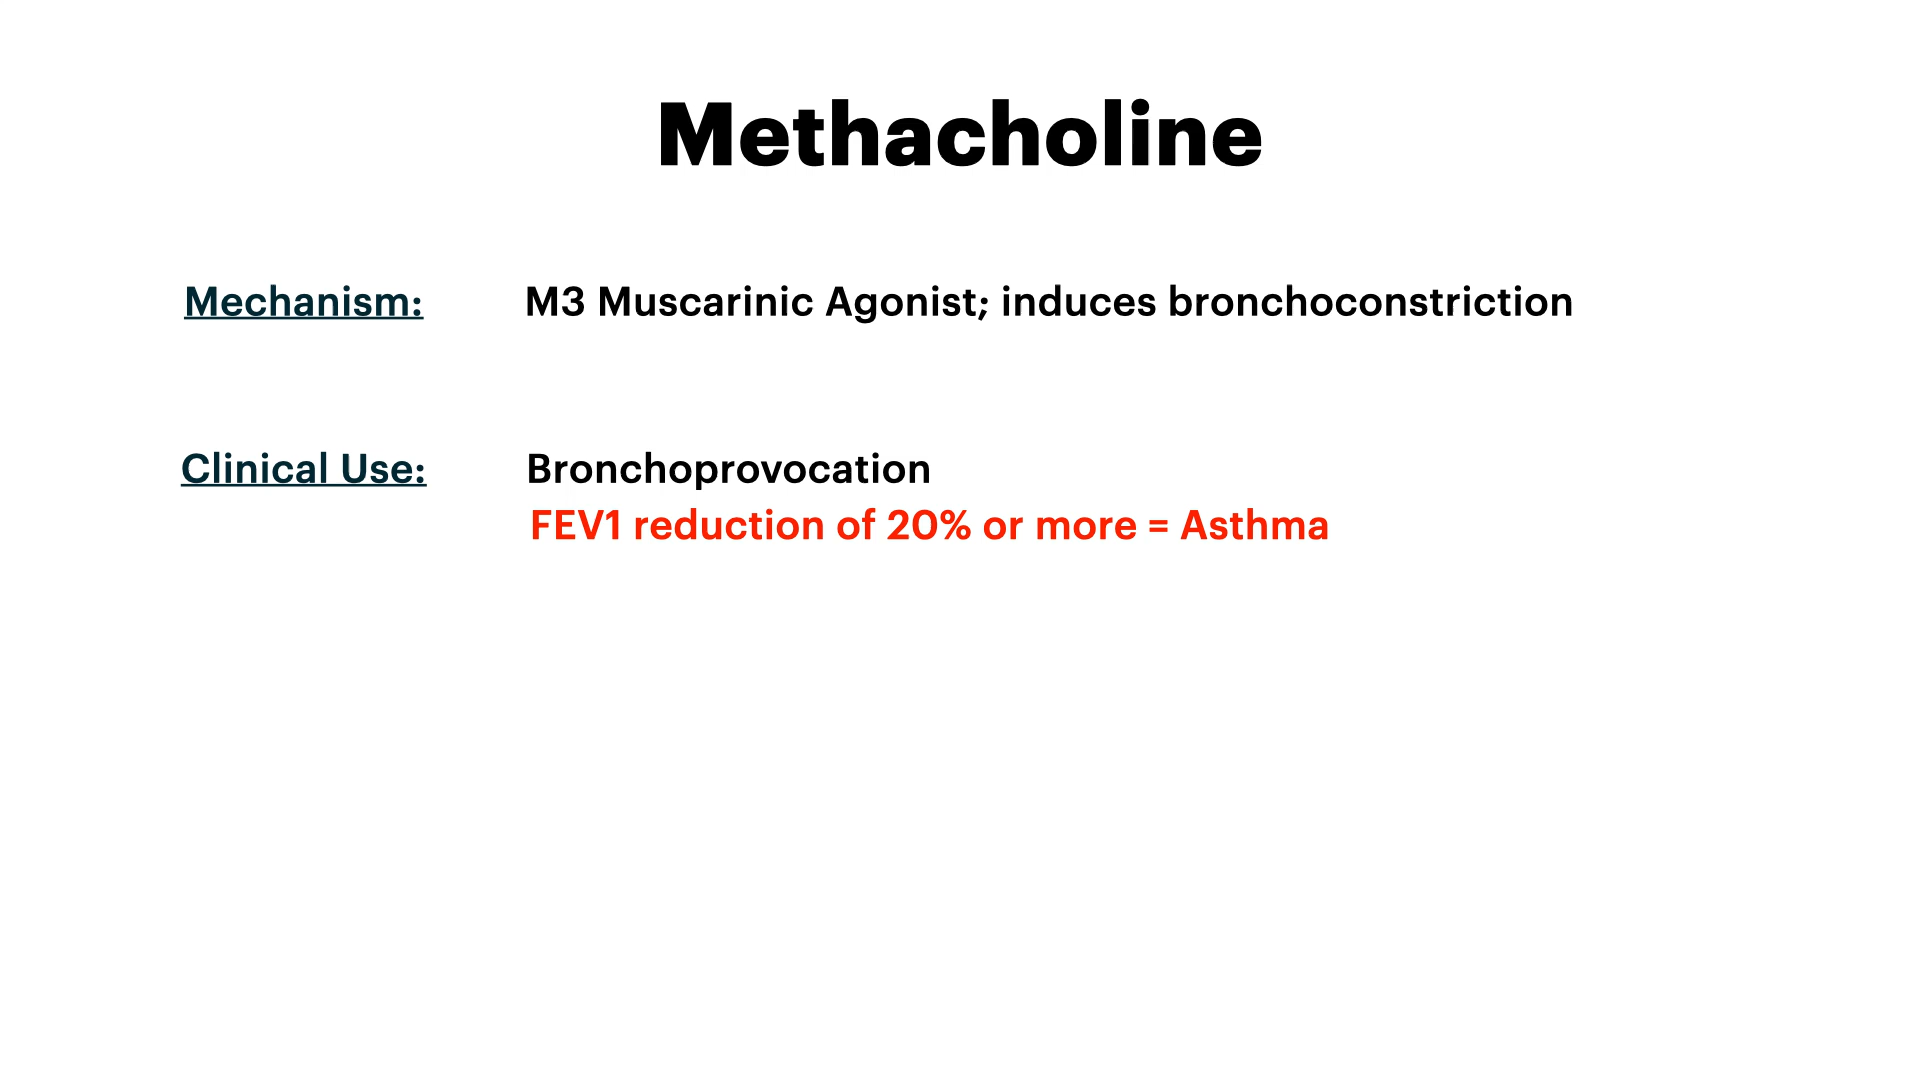 Methacholine
Mechanism: M3 Muscarinic Agonist; induces bronchoconstriction
Clinical Use: Bronchoprovocation
FEV1 reduction of 20% or more = Asthma